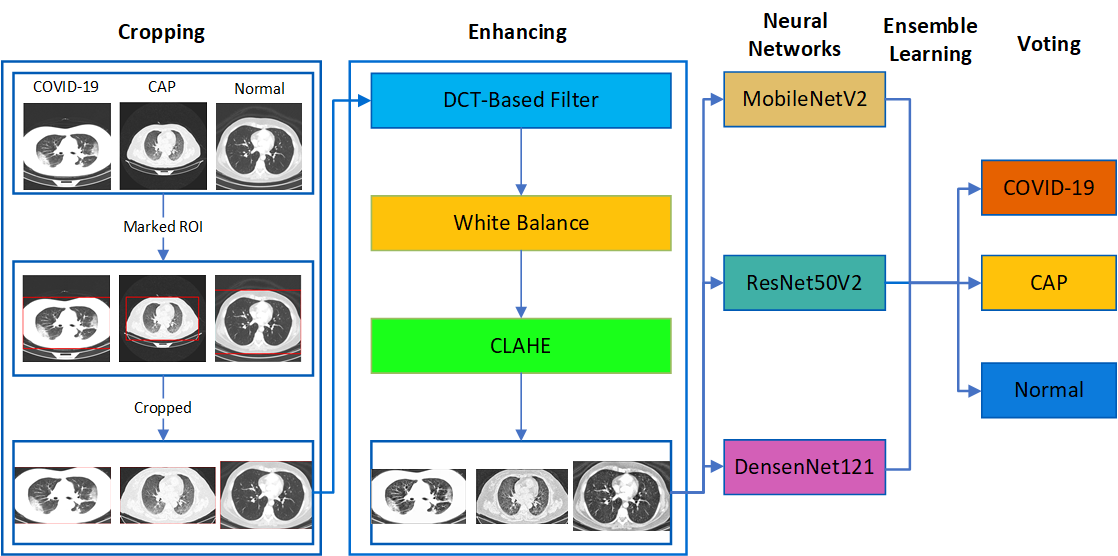 Cropping
Enhancing
Neural
Networks
Ensemble
Learning
Voting
COVID-19
CAP
Normal
Marked ROI
Cropped
DCT-Based Filter
White Balance
CLAHE
MobileNetV2
ResNet50V2
DensenNet121
COVID-19
CAP
Normal